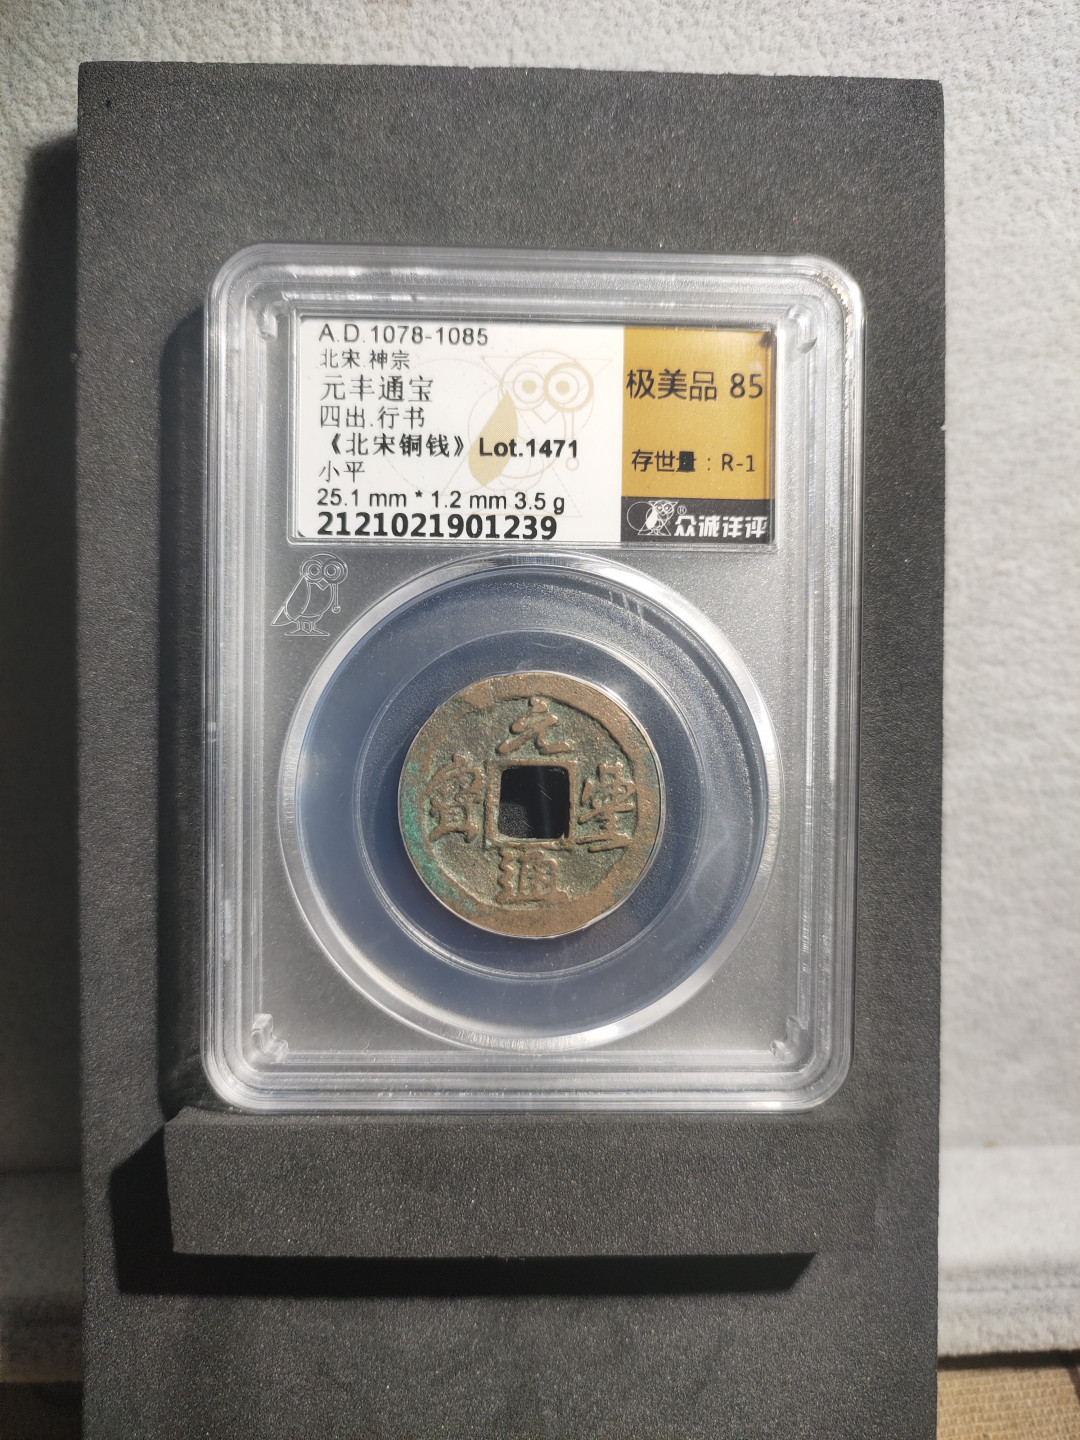 A.D.1078-1085
北宋.神宗
元丰通宝
四出.行书
《北宋铜钱》Lot.1471
小平
25.1 mm * 1.2 mm 3.5 g
2121021901239
极美品 85
存世量：R-1
®众诚评评
元豐通寶